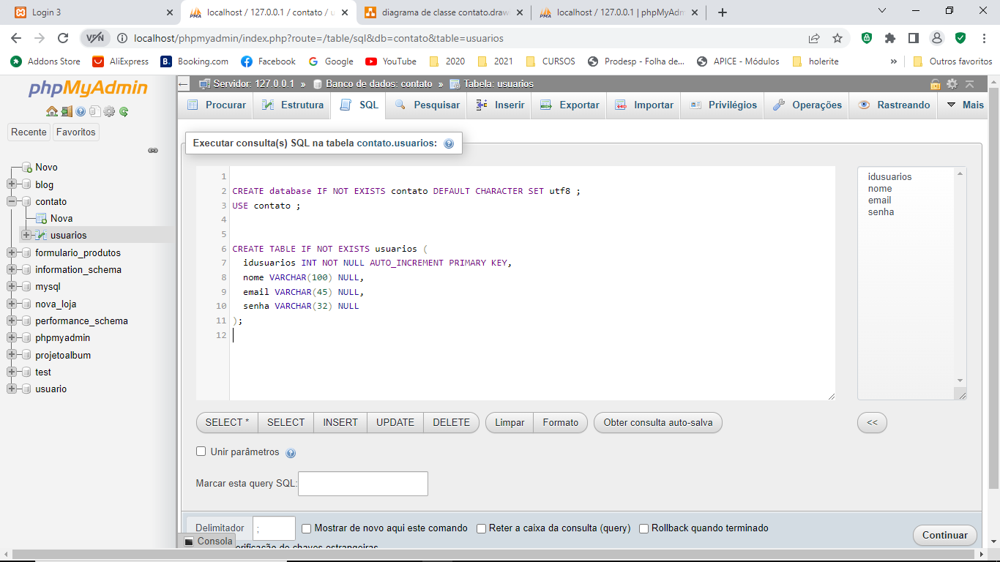 Login 3
localhost / 127.0.0.1 / contato / u
diagrama de classe contato.draw
localhost / 127.0.0.1 | phpMyAdm
VPN
localhost/phpmyadmin/index.php?route=/table/sql&db=contato&table=usuarios
Addons Store
AliExpress
Booking.com
Facebook
Google
YouTube
2020
2021
CURSOS
Prodesp - Folha de...
APICE - Módulos
holerite
»
Outros favoritos
phpMyAdmin
Recente
Favoritos
Novo
blog
contato
Nova
usuarios
formulario_produtos
information_schema
mysql
nova_loja
performance_schema
phpmyadmin
projetoalbum
test
usuario
Servidor: 127.0.0.1 » Banco de dados: contato » Tabela: usuarios
Procurar
Estrutura
SQL
Pesquisar
Inserir
Exportar
Importar
Privilégios
Operações
Rastreando
Mais
Executar consulta(s) SQL na tabela contato.usuarios:
1
2 CREATE database IF NOT EXISTS contato DEFAULT CHARACTER SET utf8 ;
3 USE contato ;
4
5
6 CREATE TABLE IF NOT EXISTS usuarios (
7 idusuarios INT NOT NULL AUTO_INCREMENT PRIMARY KEY,
8 nome VARCHAR(100) NULL,
9 email VARCHAR(45) NULL,
10 senha VARCHAR(32) NULL
11 );
12
idusuarios
nome
email
senha
SELECT *
SELECT
INSERT
UPDATE
DELETE
Limpar
Formato
Obter consulta auto-salva
<<
Unir parâmetros
Marcar esta query SQL:
Delimitador ;
Mostrar de novo aqui este comando
Reter a caixa da consulta (query)
Rollback quando terminado
Continuar
Consola
de chaves estrangeiras